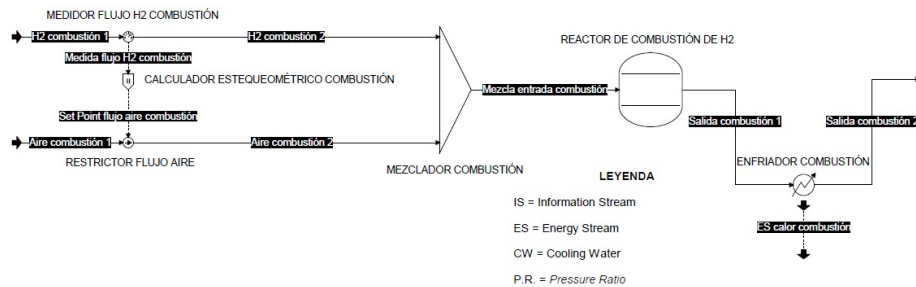 MEDIDOR FLUJO H2 COMBUSTIÓN
H2 combustión 1
H2 combustión 2
Medida flujo H2 combustión
CALCULADOR ESTEQUEOMÉTRICO COMBUSTIÓN
Set Point flujo aire combustión
Aire combustión 1
Aire combustión 2
RESTRICTOR FLUJO AIRE
MEZCLADOR COMBUSTIÓN
Mezcla entrada combustión
REACTOR DE COMBUSTIÓN DE H2
Salida combustión 1
Salida combustión 2
ENFRIADOR COMBUSTIÓN
ES calor combustión
LEYENDA
IS = Information Stream
ES = Energy Stream
CW = Cooling Water
P.R. = Pressure Ratio